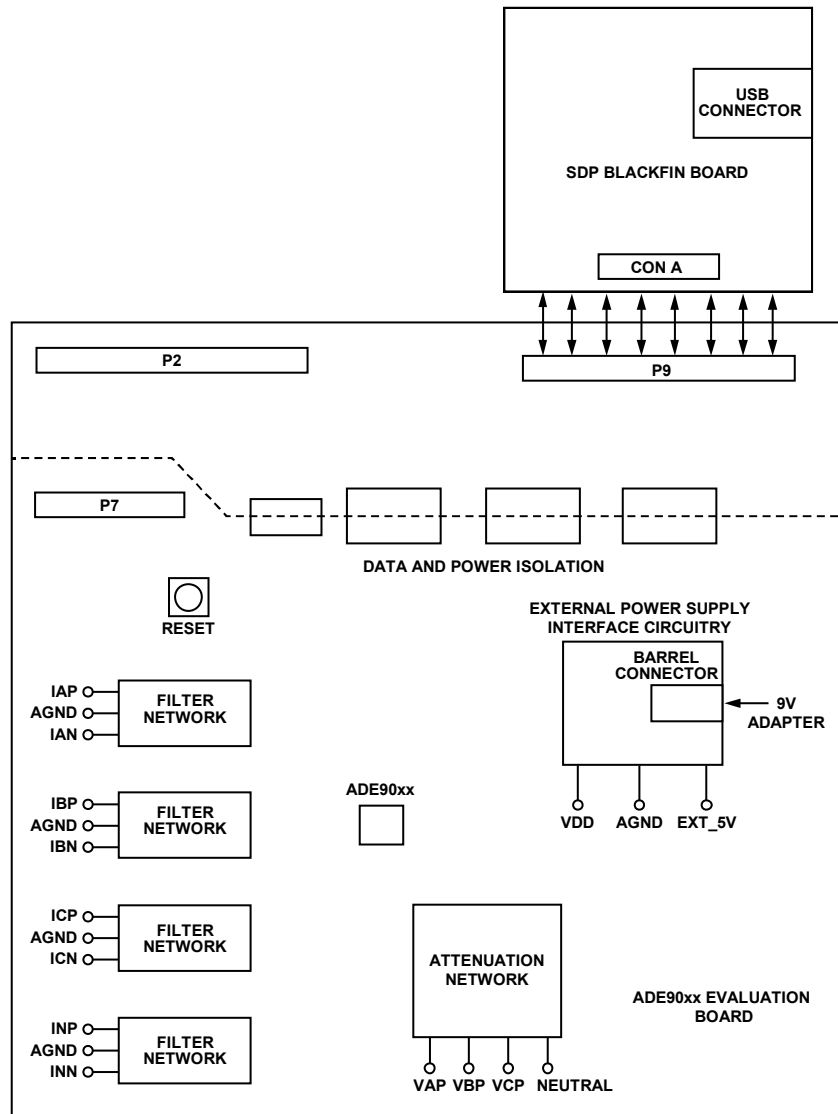 USB
CONNECTOR
SDP BLACKFIN BOARD
CON A
P2
P9
P7
DATA AND POWER ISOLATION
RESET
EXTERNAL POWER SUPPLY
INTERFACE CIRCUITRY
BARREL
CONNECTOR
9V
ADAPTER
VDD AGND EXT_5V
IAP
AGND
IAN
FILTER
NETWORK
ADE90xx
IBP
AGND
IBN
FILTER
NETWORK
ICP
AGND
ICN
FILTER
NETWORK
ATTENUATION
NETWORK
VAP VBP VCP NEUTRAL
ADE90xx EVALUATION
BOARD
INP
AGND
INN
FILTER
NETWORK